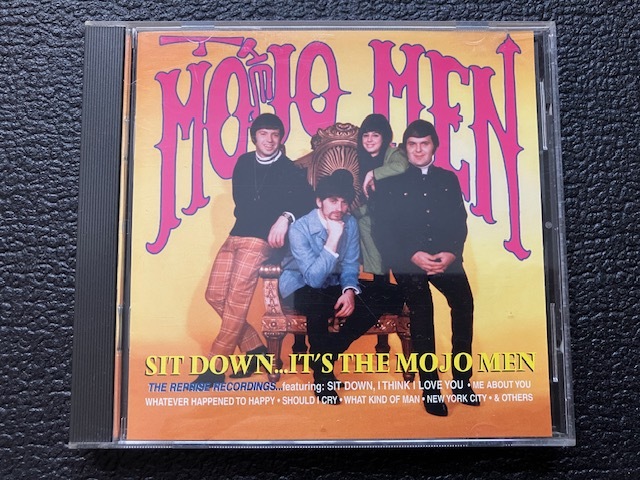 THE MOJO MEN
SIT DOWN...IT'S THE MOJO MEN
THE REPRISE RECORDINGS...featuring: SIT DOWN, I THINK I LOVE YOU • ME ABOUT YOU
WHATEVER HAPPENED TO HAPPY • SHOULD I CRY • WHAT KIND OF MAN • NEW YORK CITY • & OTHERS